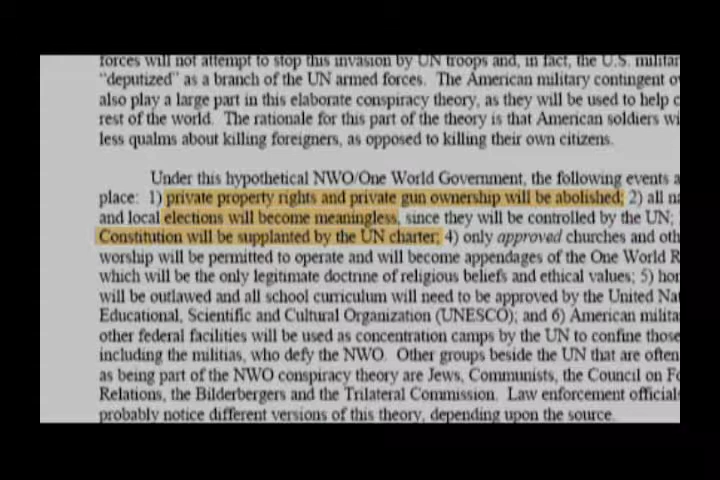 forces will not attempt to stop this invasion by UN troops and, in fact, the U.S. militar
"deputized" as a branch of the UN armed forces. The American military contingent o
also play a large part in this elaborate conspiracy theory, as they will be used to help c
rest of the world. The rationale for this part of the theory is that American soldiers wi
less qualms about killing foreigners, as opposed to killing their own citizens.
Under this hypothetical NWO/One World Government, the following events a
place: 1) private property rights and private gun ownership will be abolished; 2) all na
and local elections will become meaningless, since they will be controlled by the UN;
Constitution will be supplanted by the UN charter; 4) only approved churches and oth
worship will be permitted to operate and will become appendages of the One World R
which will be the only legitimate doctrine of religious beliefs and ethical values; 5) hor
will be outlawed and all school curriculum will need to be approved by the United Nat
Educational, Scientific and Cultural Organization (UNESCO); and 6) American milita
other federal facilities will be used as concentration camps by the UN to confine those
including the militias, who defy the NWO. Other groups beside the UN that are often
as being part of the NWO conspiracy theory are Jews, Communists, the Council on Fo
Relations, the Bilderbergers and the Trilateral Commission. Law enforcement officials
probably notice different versions of this theory, depending upon the source.